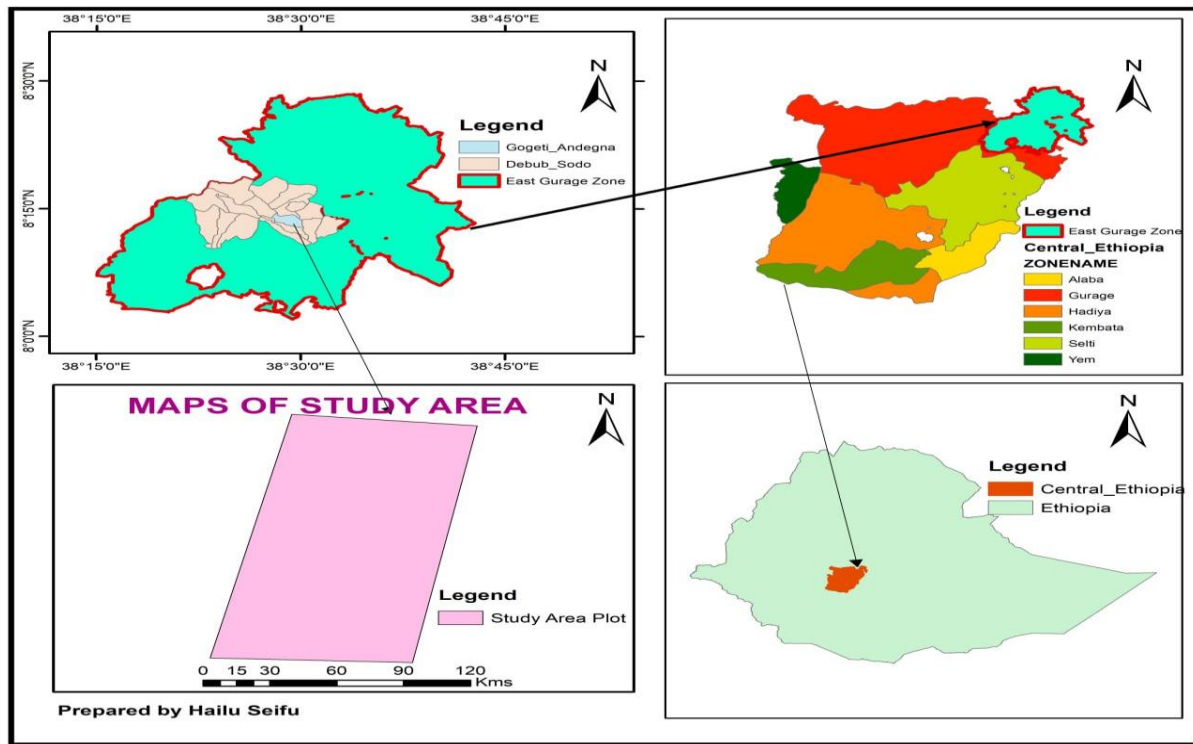 38°15'0"E 38°30'0"E 38°45'0"E
8°30'0"N
8°15'0"N
8°0'0"N
N
Legend
Gogeti_Andegna
Debub_Sodo
East Gurage Zone
38°15'0"E 38°30'0"E 38°45'0"E
N
Legend
East Gurage Zone
Central_Ethiopia
ZONENAME
Alaba
Gurage
Hadiya
Kembata
Selti
Yem
MAPS OF STUDY AREA
N
Legend
Study Area Plot
0 15 30 60 90 120
Kms
Prepared by Hailu Seifu
N
Legend
Central_Ethiopia
Ethiopia